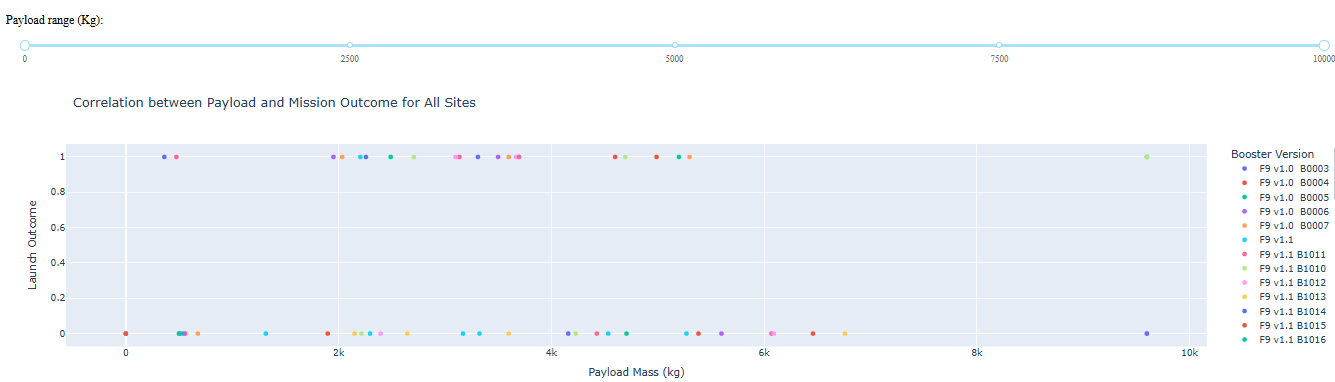 Payload range (Kg):
0 2500 5000 7500 10000
Correlation between Payload and Mission Outcome for All Sites
Launch Outcome
1
0.8
0.6
0.4
0.2
0
0 2k 4k 6k 8k 10k
Payload Mass (kg)
Booster Version
F9 v1.0 B0003
F9 v1.0 B0004
F9 v1.0 B0005
F9 v1.0 B0006
F9 v1.0 B0007
F9 v1.1
F9 v1.1 B1011
F9 v1.1 B1010
F9 v1.1 B1012
F9 v1.1 B1013
F9 v1.1 B1014
F9 v1.1 B1015
F9 v1.1 B1016